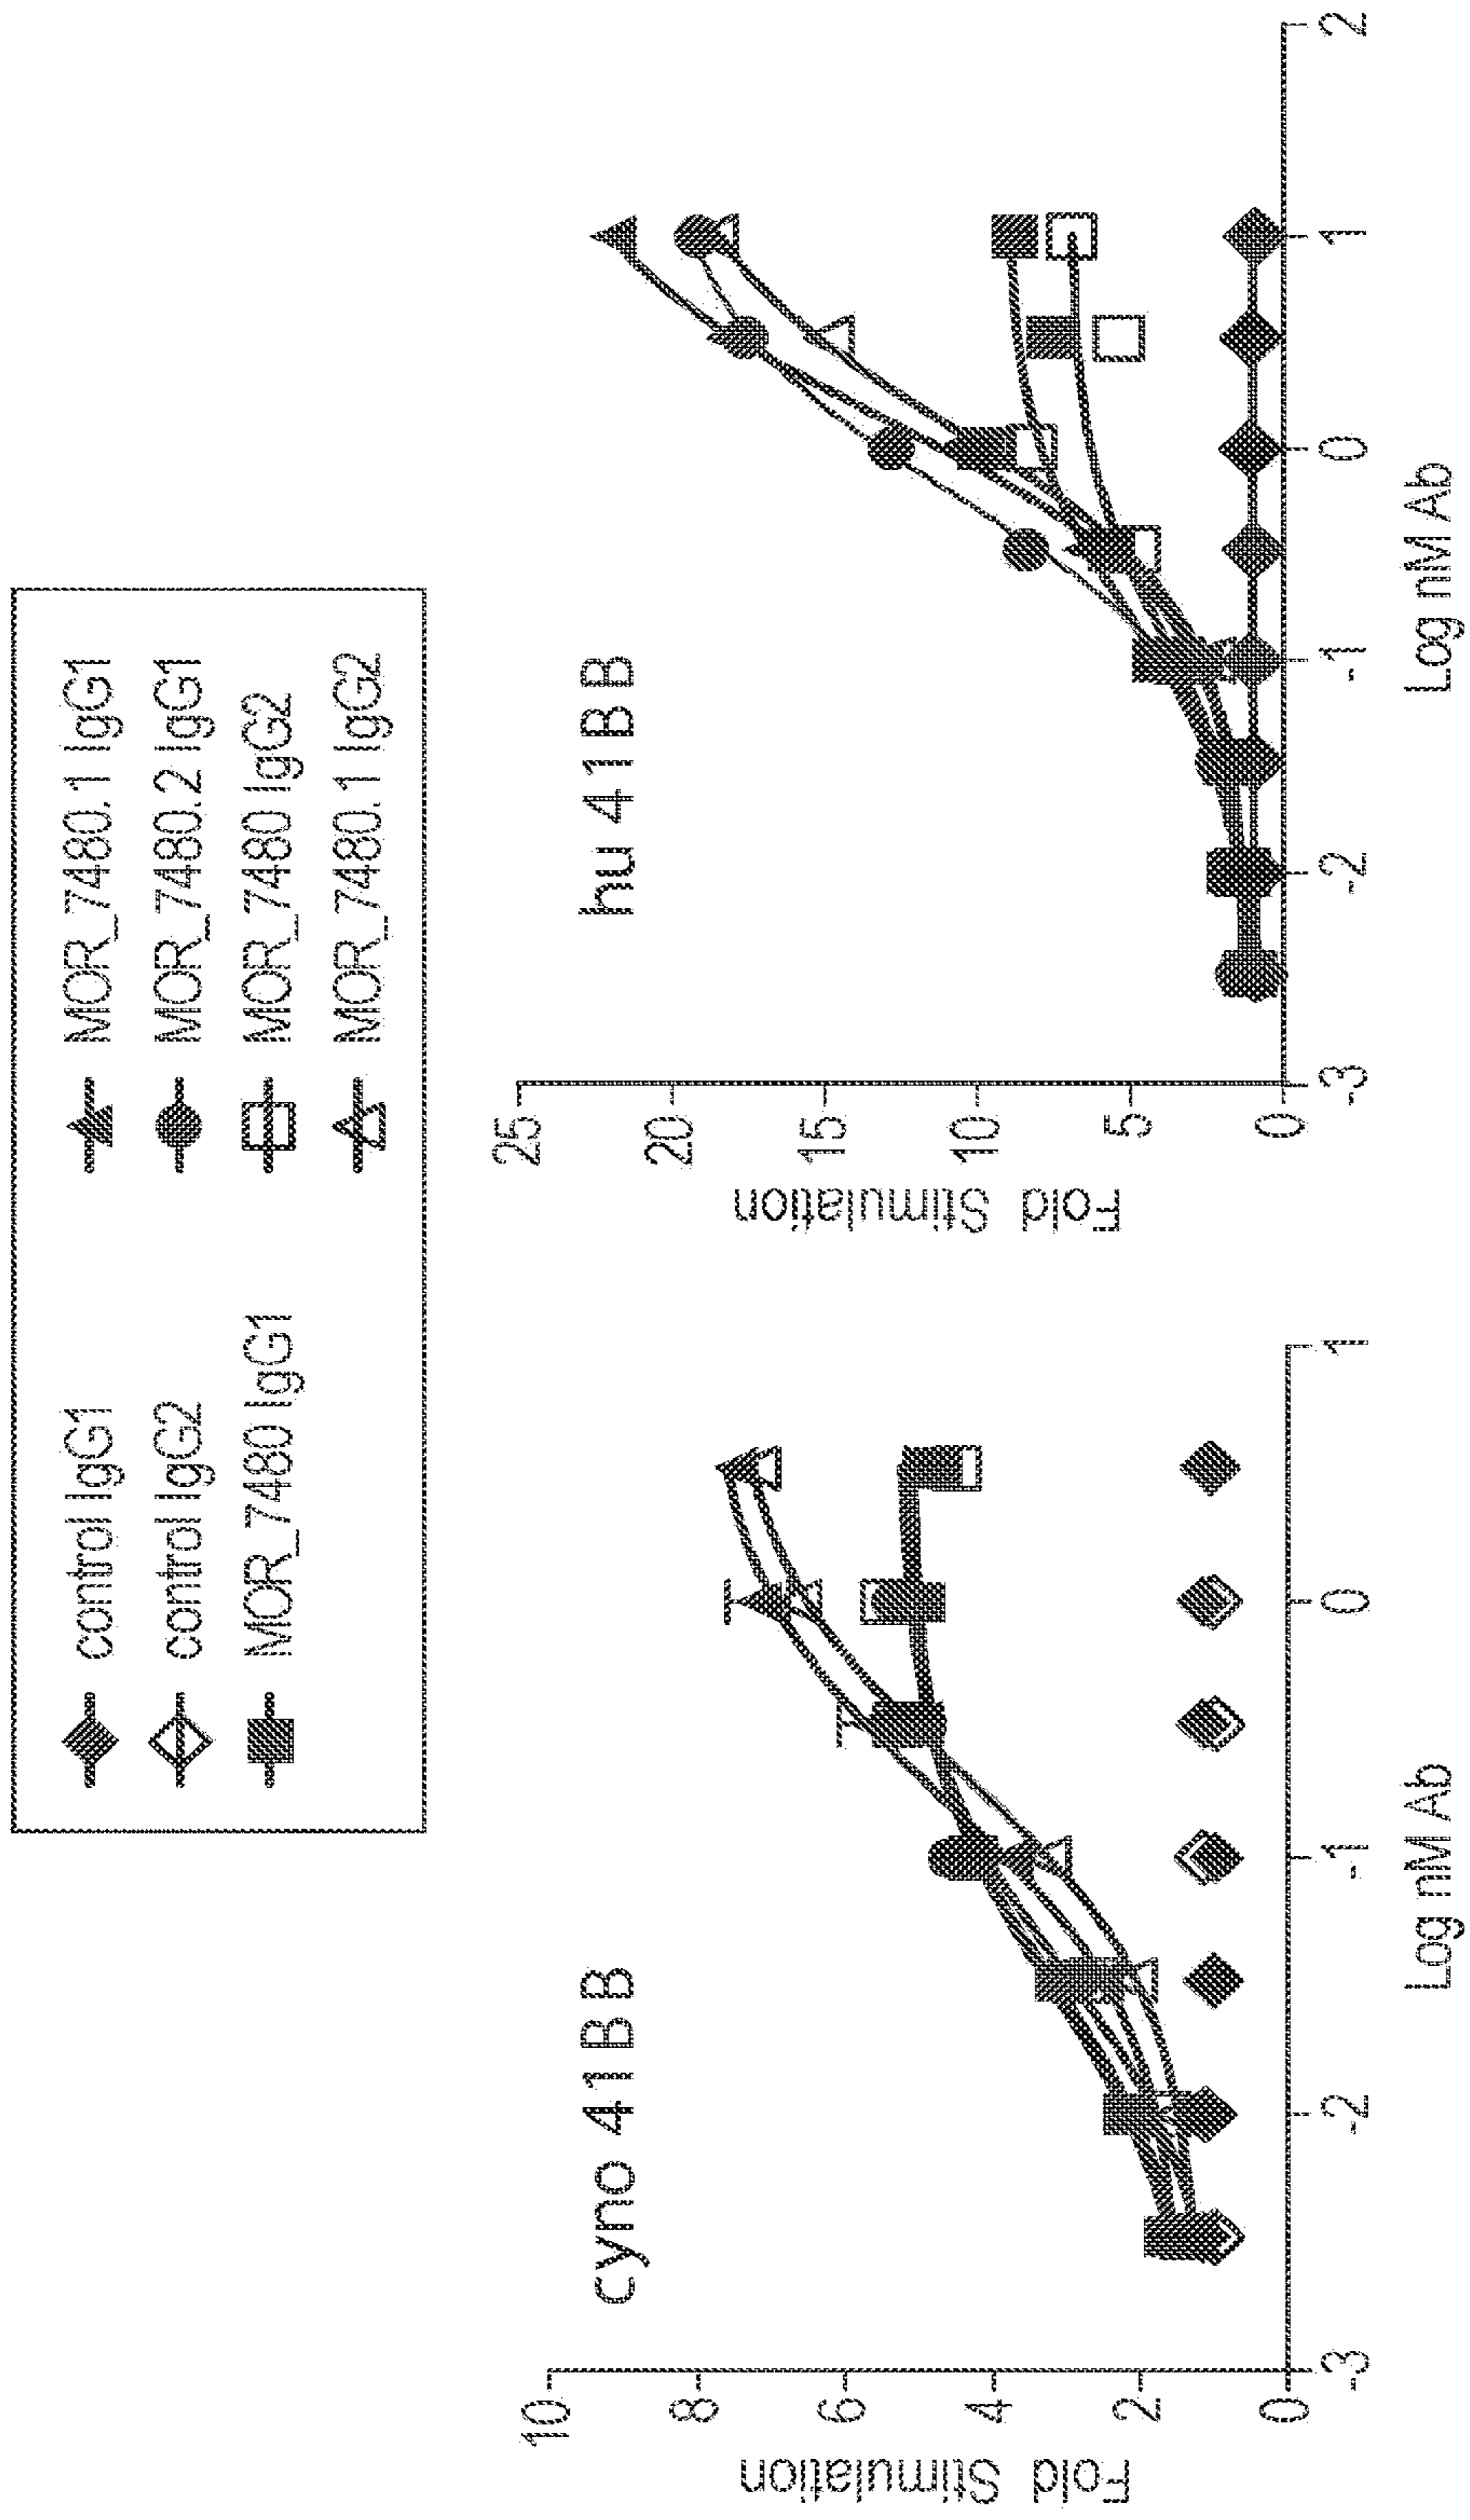 control IgG1
control IgG2
MOR_7480 IgG1
MOR_7480.1 IgG1
MOR_7480.2 IgG1
MOR_7480 IgG2
MOR_7480.1 IgG2
cyno 41BB
Fold Stimulation
10
8
6
4
2
0
-3
-2
-1
0
1
Log nM Ab
hu 41BB
Fold Stimulation
25
20
15
10
5
0
-3
-2
-1
0
1
2
Log nM Ab